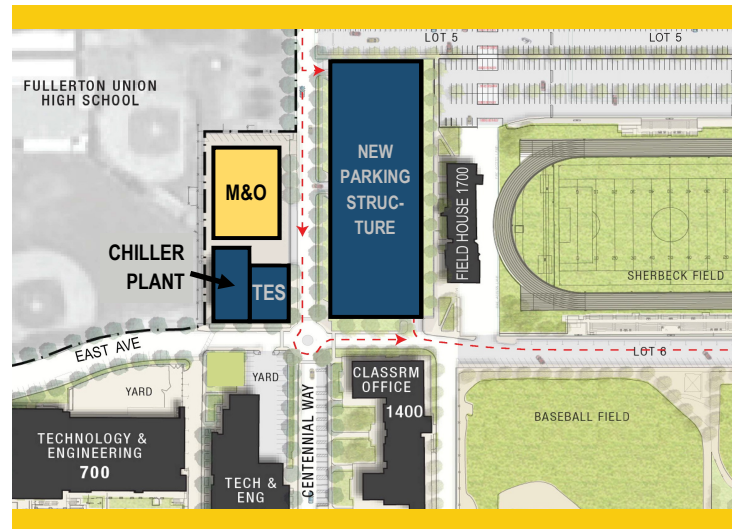 LOT 5
LOT 5
FULLERTON UNION
HIGH SCHOOL
NEW
PARKING
STRUC-
TURE
M&O
FIELD HOUSE 1700
CHILLER
PLANT
TES
SHERBECK FIELD
EAST AVE
LOT 6
YARD
YARD
CENTENNIAL WAY
CLASSRM
OFFICE
1400
BASEBALL FIELD
TECHNOLOGY &
ENGINEERING
700
TECH &
ENG